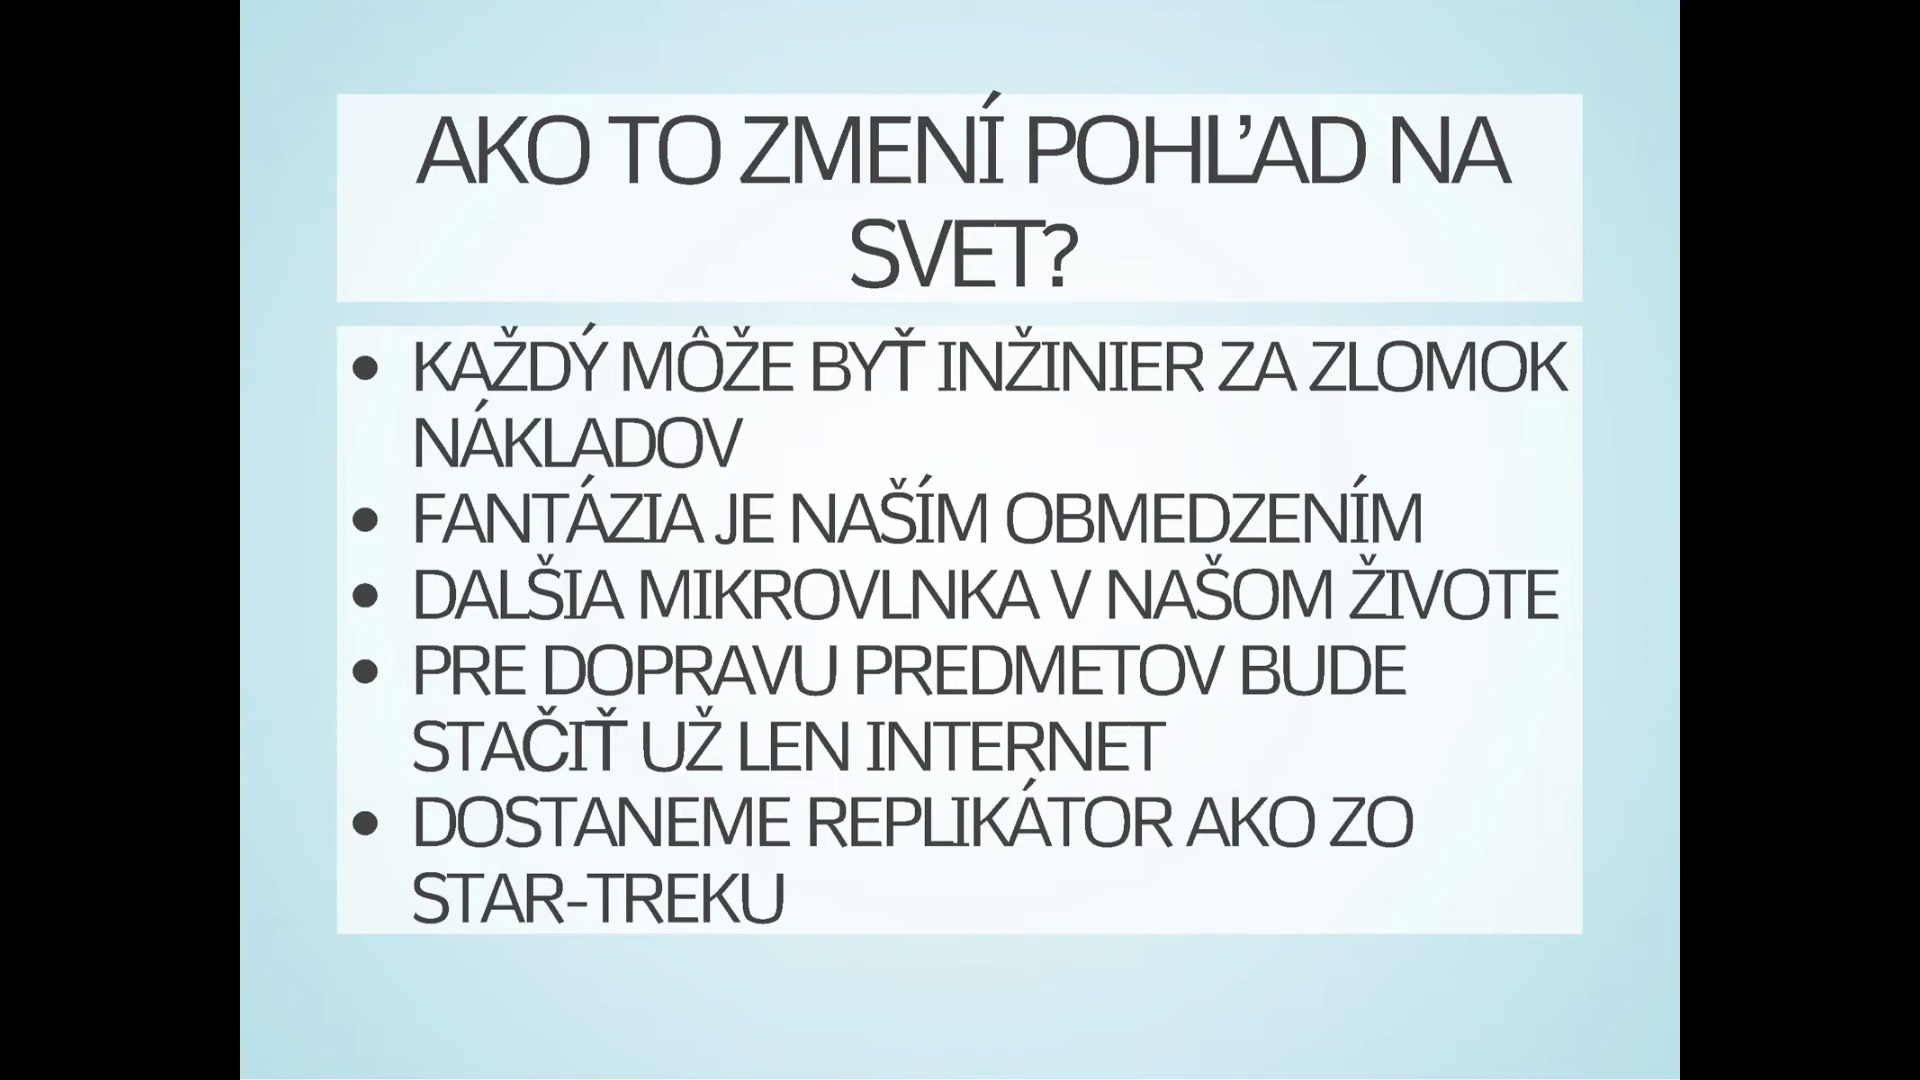 AKO TO ZMENÍ POHĽAD NA
SVET?
• KAŽDÝ MÔŽE BYŤ INŽINIER ZA ZLOMOK
NÁKLADOV
• FANTÁZIA JE NAŠÍM OBMEDZENÍM
• DALŠIA MIKROVLNKA V NAŠOM ŽIVOTE
• PRE DOPRAVU PREDMETOV BUDE
STAČIŤ UŽ LEN INTERNET
• DOSTANEME REPLIKÁTOR AKO ZO
STAR-TREKU